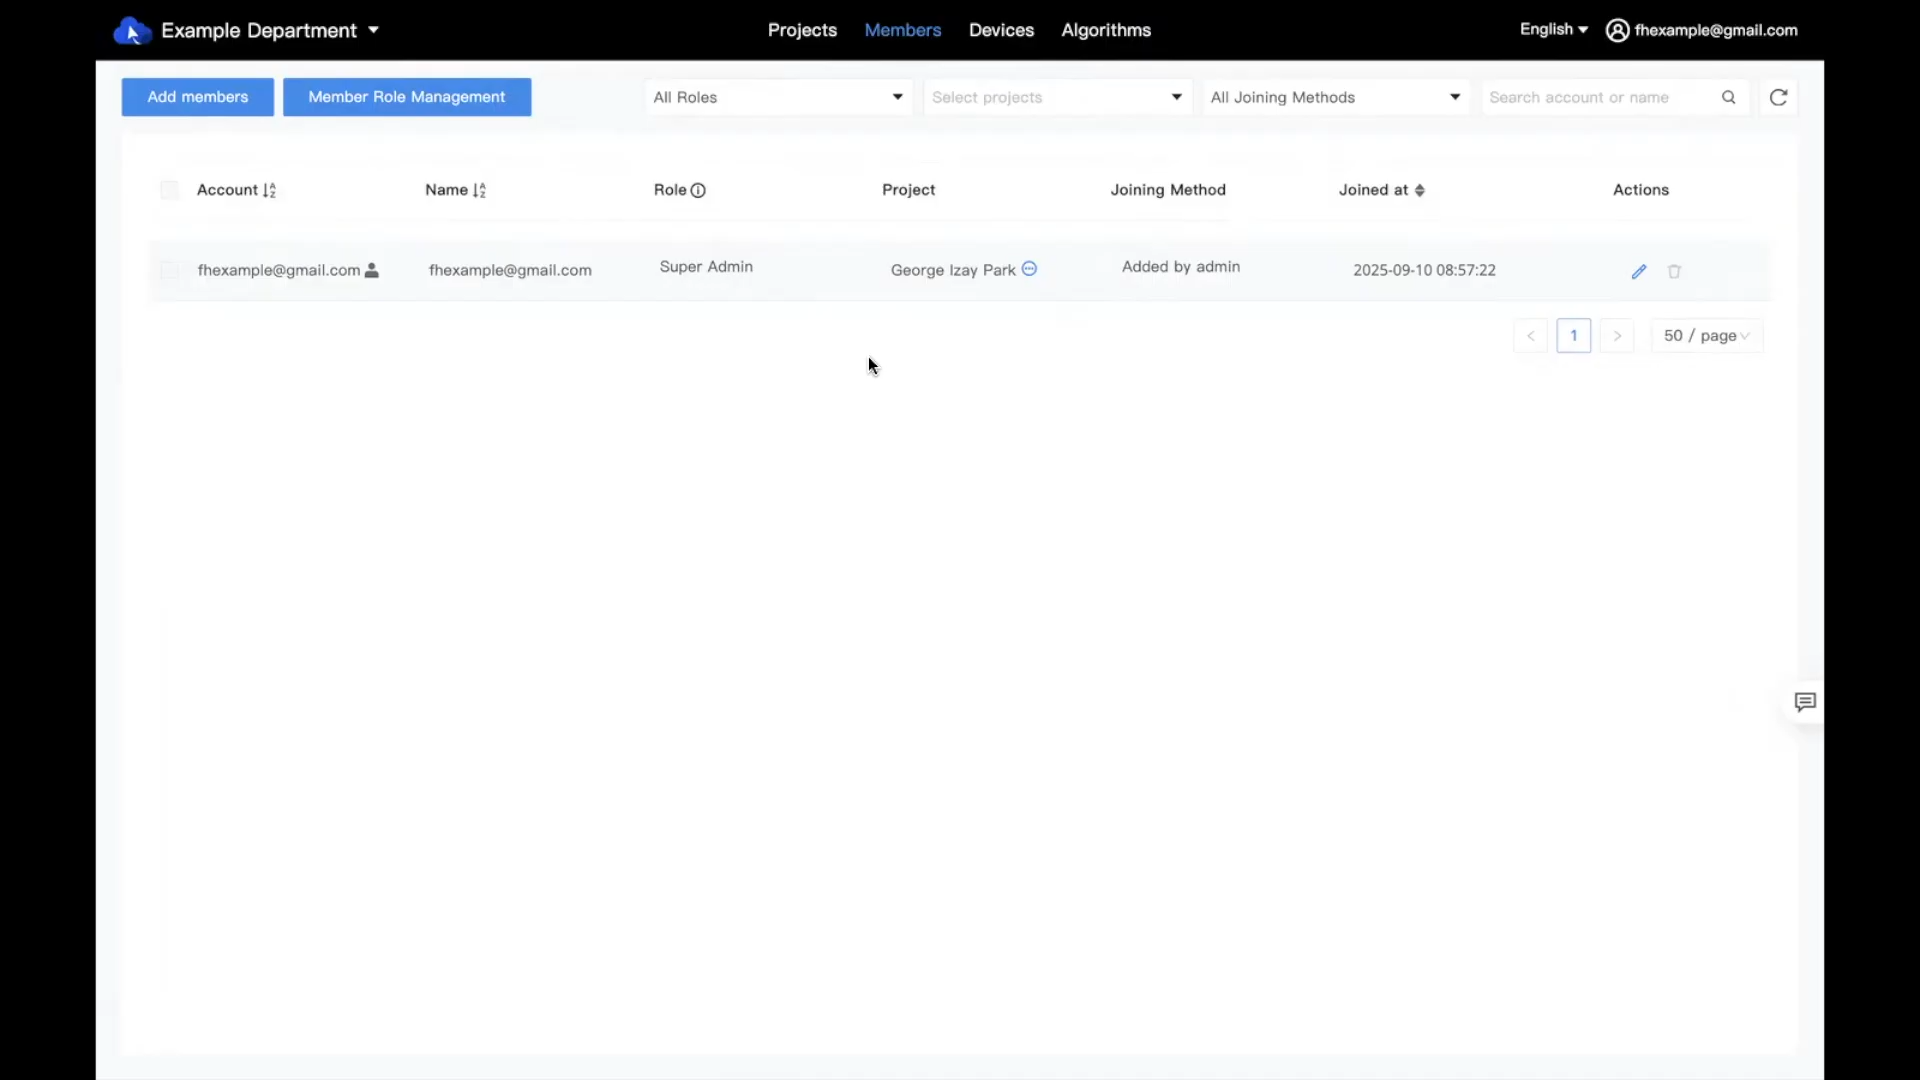 Example Department
Projects Members Devices Algorithms
English fhexample@gmail.com
Add members Member Role Management All Roles Select projects All Joining Methods Search account or name
Account Name Role Project Joining Method Joined at Actions
fhexample@gmail.com fhexample@gmail.com Super Admin George Izay Park Added by admin 2025-09-10 08:57:22
< 1 > 50 / page